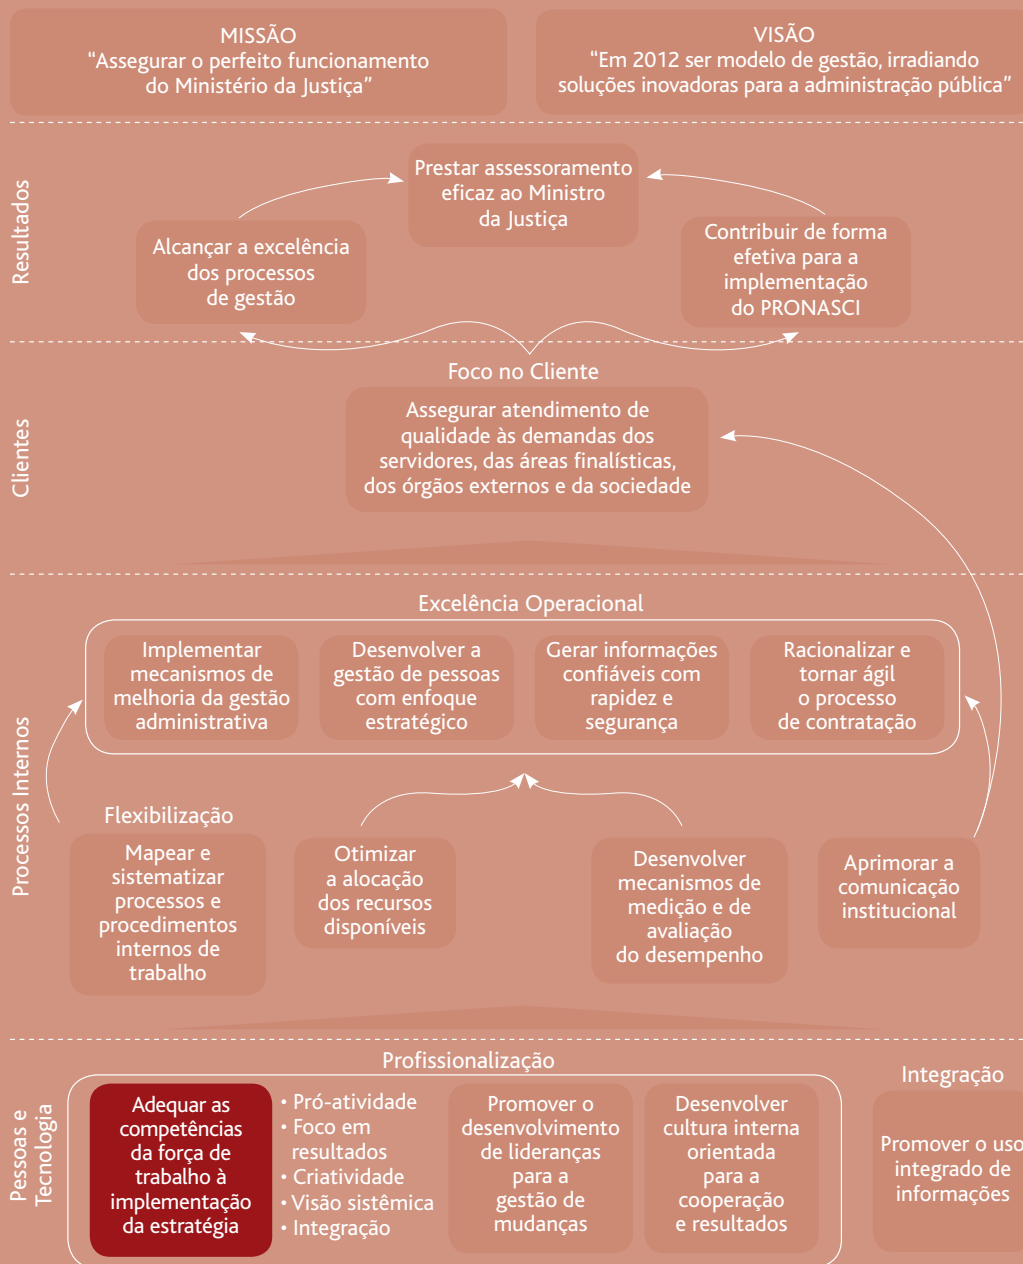 MISSÃO
“Assegurar o perfeito funcionamento
do Ministério da Justiça”
VISÃO
“Em 2012 ser modelo de gestão, irradiando
soluções inovadoras para a administração pública”
Resultados
Prestar assessoramento
eficaz ao Ministro
da Justiça
Alcançar a excelência
dos processos
de gestão
Contribuir de forma
efetiva para a
implementação
do PRONASCI
Clientes
Foco no Cliente
Assegurar atendimento de
qualidade às demandas dos
servidores, das áreas finalísticas,
dos órgãos externos e da sociedade
Processos Internos
Excelência Operacional
Implementar
mecanismos de
melhoria da gestão
administrativa
Desenvolver a
gestão de pessoas
com enfoque
estratégico
Gerar informações
confiáveis com
rapidez e
segurança
Racionalizar e
tornar ágil
o processo
de contratação
Flexibilização
Mapear e
sistematizar
processos e
procedimentos
internos de
trabalho
Otimizar
a alocação
dos recursos
disponíveis
Desenvolver
mecanismos de
medição e de
avaliação
do desempenho
Aprimorar a
comunicação
institucional
Pessoas e
Tecnologia
Profissionalização
Adequar as
competências
da força de
trabalho à
implementação
da estratégia
• Pró-atividade
• Foco em
resultados
• Criatividade
• Visão sistêmica
• Integração
Promover o
desenvolvimento
de lideranças
para a
gestão de
mudanças
Desenvolver
cultura interna
orientada
para a
cooperação
e resultados
Integração
Promover o uso
integrado de
informações